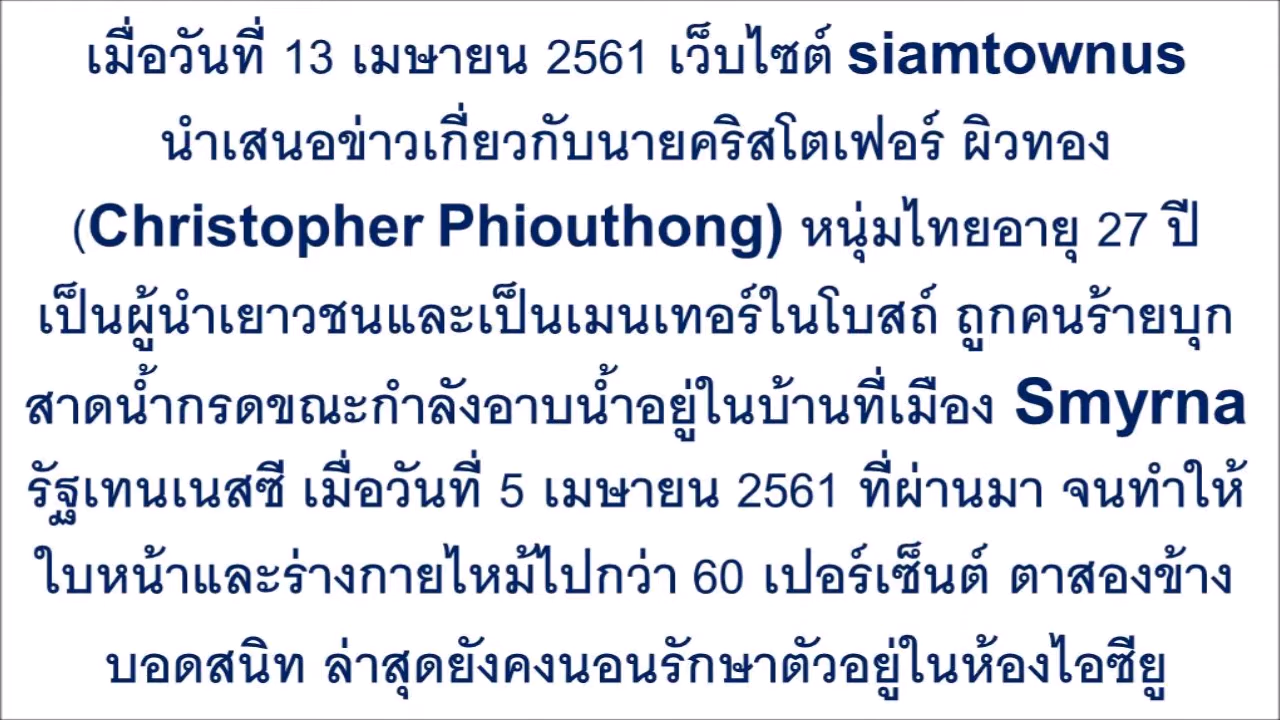 เมื่อวันที่ 13 เมษายน 2561 เว็บไซต์ siamtownus
นำเสนอข่าวเกี่ยวกับนายคริสโตเฟอร์ ผิวทอง
(Christopher Phiouthong) หนุ่มไทยอายุ 27 ปี
เป็นผู้นำเยาวชนและเป็นเมนเทอร์ในโบสถ์ ถูกคนร้ายบุก
สาดน้ำกรดขณะกำลังอาบน้ำอยู่ในบ้านที่เมือง Smyrna
รัฐเทนเนสซี เมื่อวันที่ 5 เมษายน 2561 ที่ผ่านมา จนทำให้
ใบหน้าและร่างกายไหม้ไปกว่า 60 เปอร์เซ็นต์ ตาสองข้าง
บอดสนิท ล่าสุดยังคงนอนรักษาตัวอยู่ในห้องไอซียู